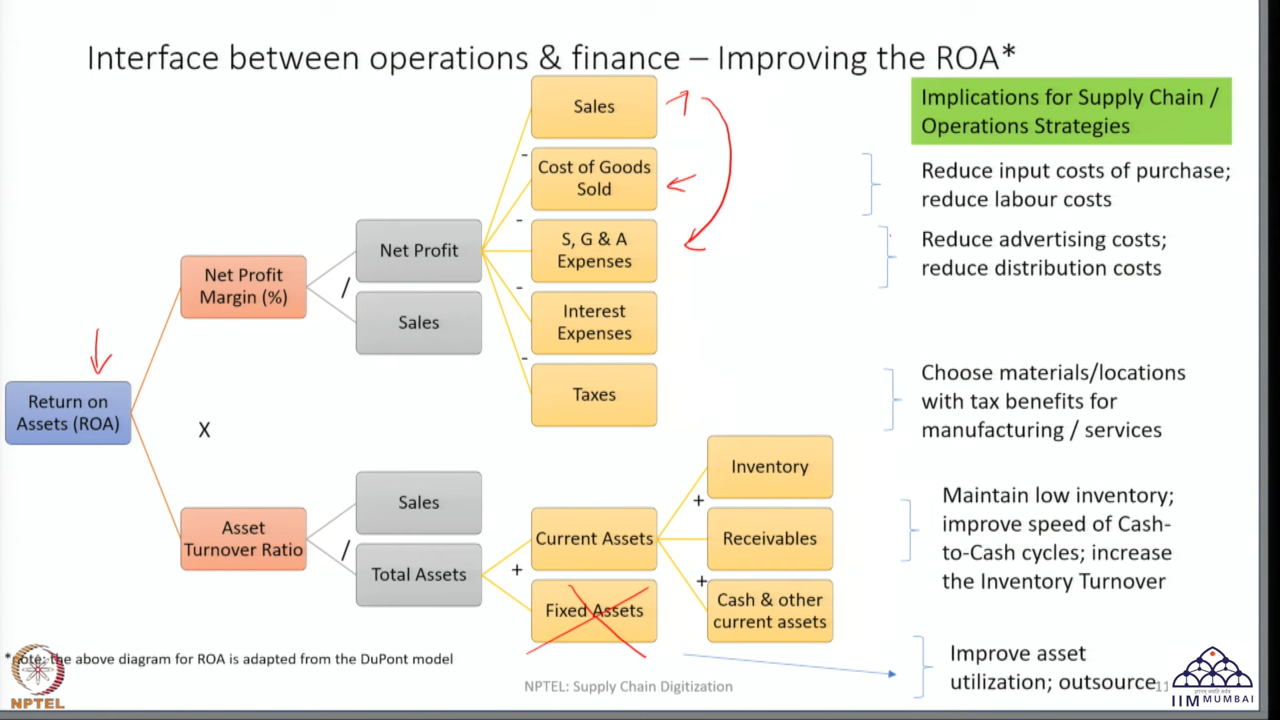 Interface between operations & finance – Improving the ROA*
Implications for Supply Chain /
Operations Strategies
Sales
Cost of Goods
Sold
S, G & A
Expenses
Interest
Expenses
Taxes
-
-
-
-
Net Profit
/
Sales
Net Profit
Margin (%)
Return on
Assets (ROA)
X
Asset
Turnover Ratio
Sales
/
Total Assets
Current Assets
+
Fixed Assets
Inventory
+
Receivables
+
Cash & other
current assets
Reduce input costs of purchase;
reduce labour costs
Reduce advertising costs;
reduce distribution costs
Choose materials/locations
with tax benefits for
manufacturing / services
Maintain low inventory;
improve speed of Cash-
to-Cash cycles; increase
the Inventory Turnover
Improve asset
utilization; outsource
* note: the above diagram for ROA is adapted from the DuPont model
NPTEL: Supply Chain Digitization
11
NPTEL
IIM MUMBAI